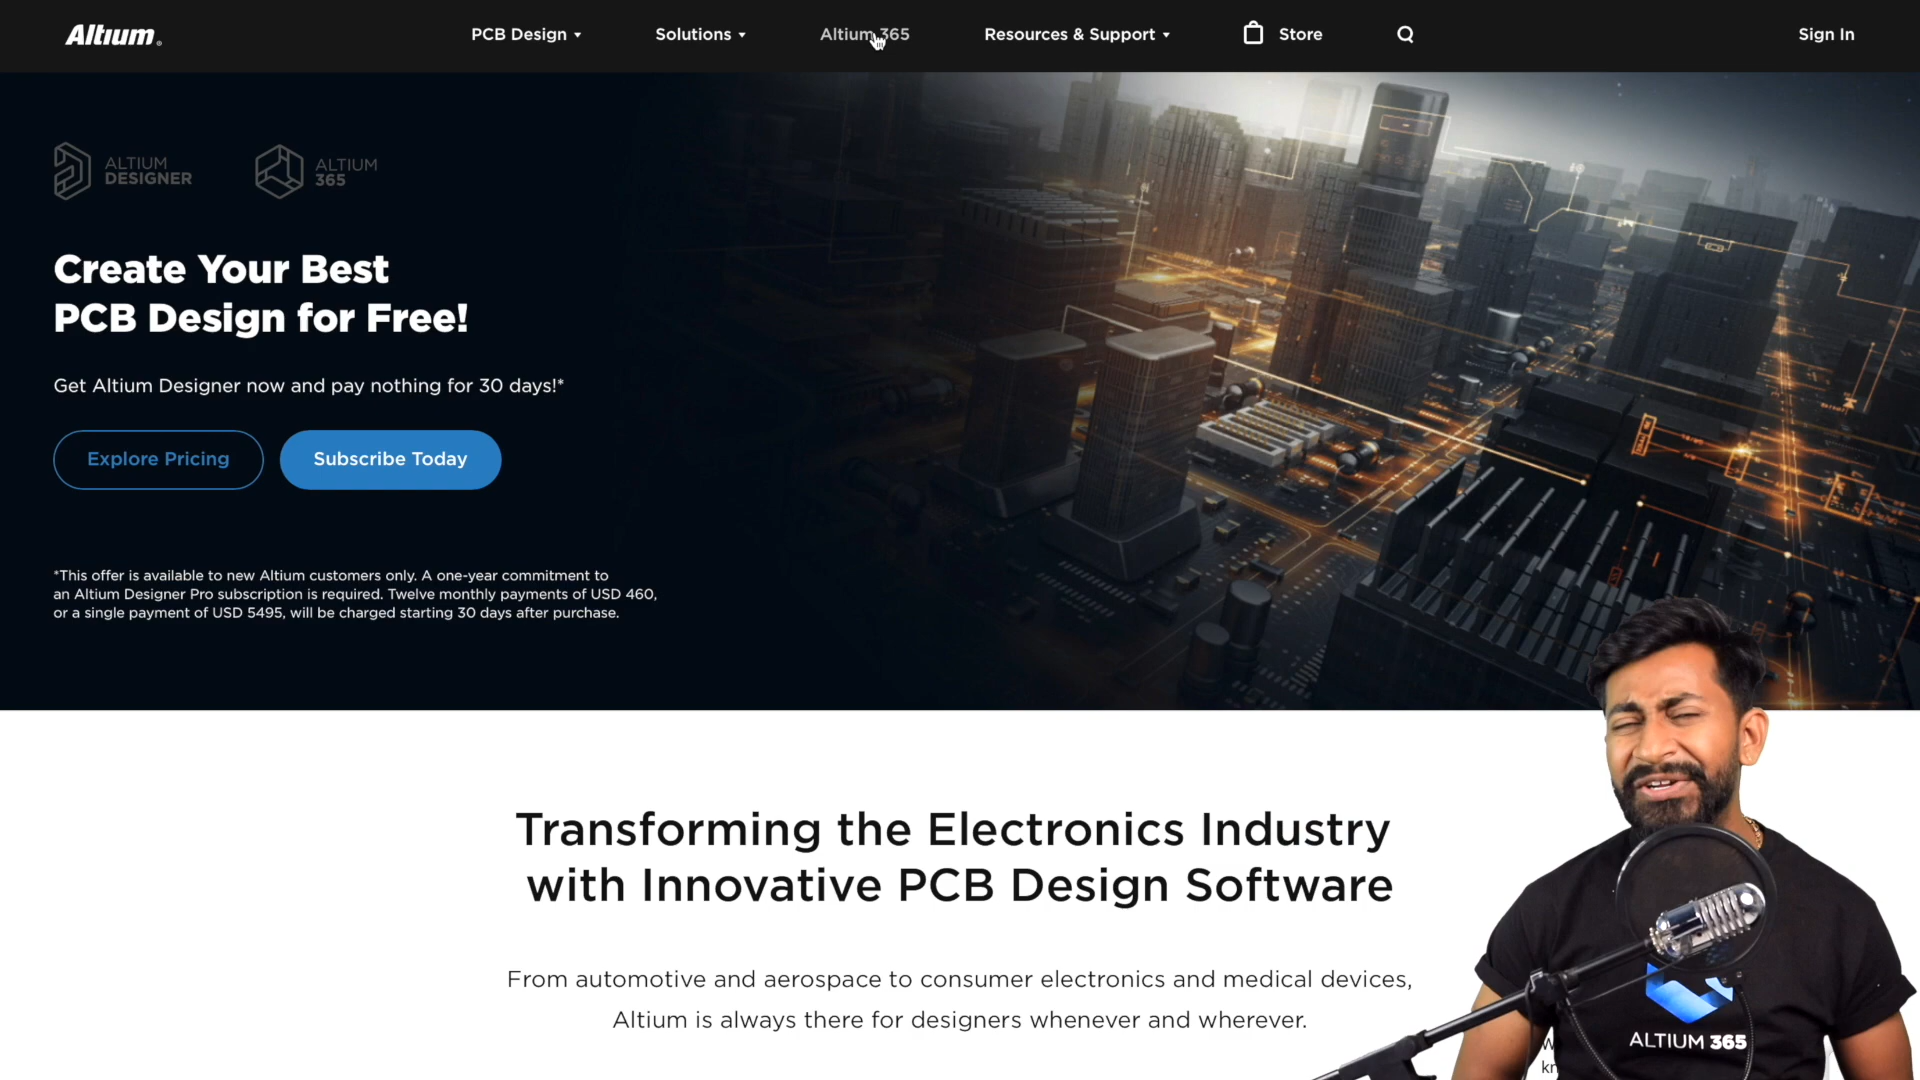 Altium
PCB Design
Solutions
Altium 365
Resources & Support
Store
Sign In
ALTIUM
DESIGNER
ALTIUM
365
Create Your Best
PCB Design for Free!
Get Altium Designer now and pay nothing for 30 days!*
Explore Pricing
Subscribe Today
*This offer is available to new Altium customers only. A one-year commitment to
an Altium Designer Pro subscription is required. Twelve monthly payments of USD 460,
or a single payment of USD 5495, will be charged starting 30 days after purchase.
Transforming the Electronics Industry
with Innovative PCB Design Software
From automotive and aerospace to consumer electronics and medical devices,
Altium is always there for designers whenever and wherever.
ALTIUM 365